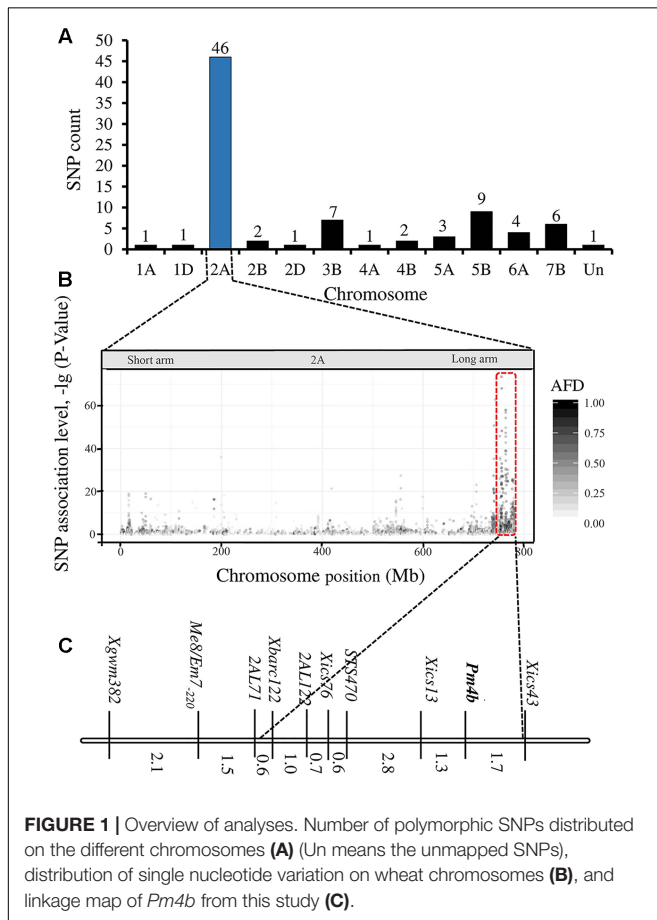 A
50
45
40
35
30
25
20
15
10
5
0
SNP count
1 1 46 2 1 7 1 2 3 9 4 6 1
1A 1D 2A 2B 2D 3B 4A 4B 5A 5B 6A 7B Un
Chromosome
B
Short arm 2A Long arm
SNP association level, -lg (P-Value)
60
40
20
0
0 200 400 600 800
Chromosome position (Mb)
AFD
1.00
0.75
0.50
0.25
0.00
C
Xgwm382 Me8/Em7-220 2AL71 Xbarc122 2AL122 Xics76 STS470 Xics13 Pm4b Xics43
2.1 1.5 0.6 1.0 0.7 0.6 2.8 1.3 1.7
FIGURE 1 | Overview of analyses. Number of polymorphic SNPs distributed
on the different chromosomes (A) (Un means the unmapped SNPs),
distribution of single nucleotide variation on wheat chromosomes (B), and
linkage map of Pm4b from this study (C).